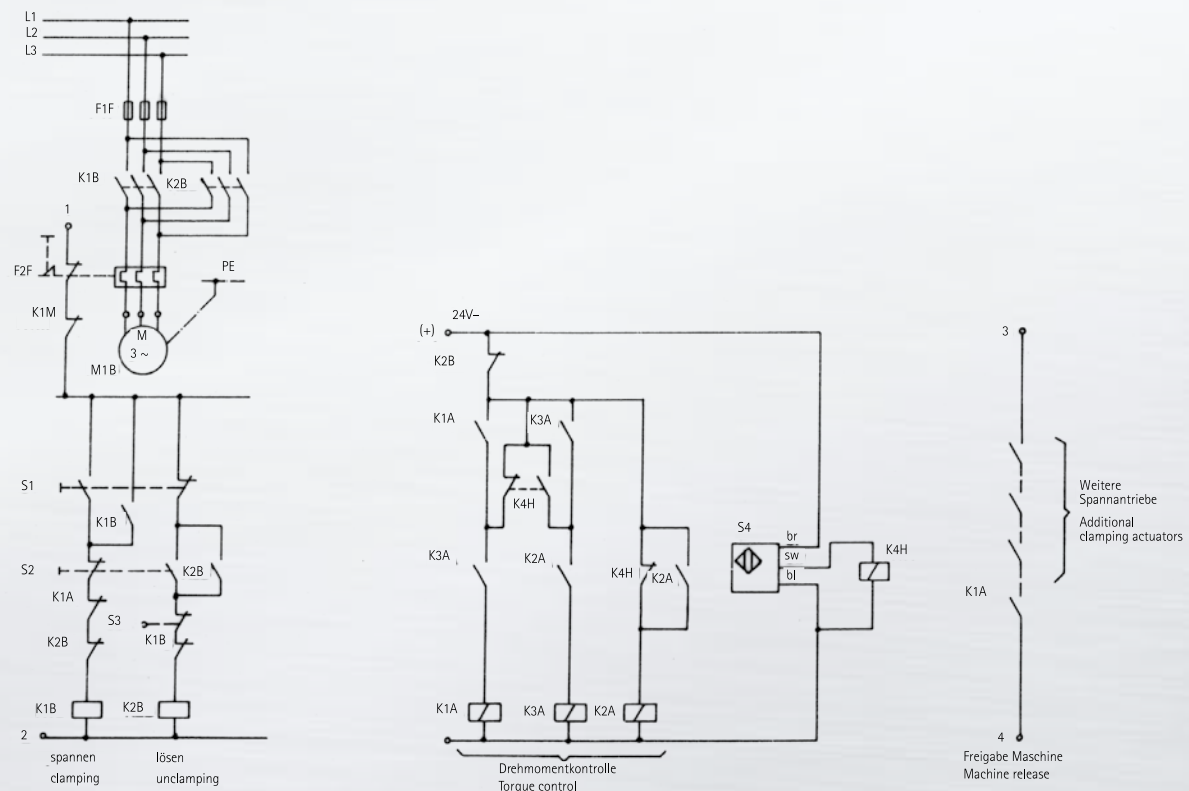 L1
L2
L3
F1F
K1B
K2B
1
F2F
PE
K1M
M
3 ~
M1B
S1
K1B
S2
K2B
K1A
S3
K2B
K1B
K1B
K2B
2
spannen
clamping
lösen
unclamping
24V–
(+)
K2B
K1A
K3A
K4H
K3A
K2A
K4H
K2A
S4
br
sw
bl
K4H
K1A
K3A
K2A
Drehmomentkontrolle
Torque control
3
Weitere
Spannantriebe
Additional
clamping actuators
K1A
4
Freigabe Maschine
Machine release